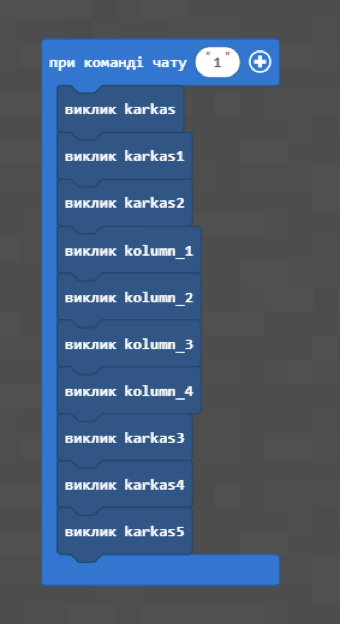 при команді чату " 1 "
виклик karkas
виклик karkas1
виклик karkas2
виклик kolumn_1
виклик kolumn_2
виклик kolumn_3
виклик kolumn_4
виклик karkas3
виклик karkas4
виклик karkas5